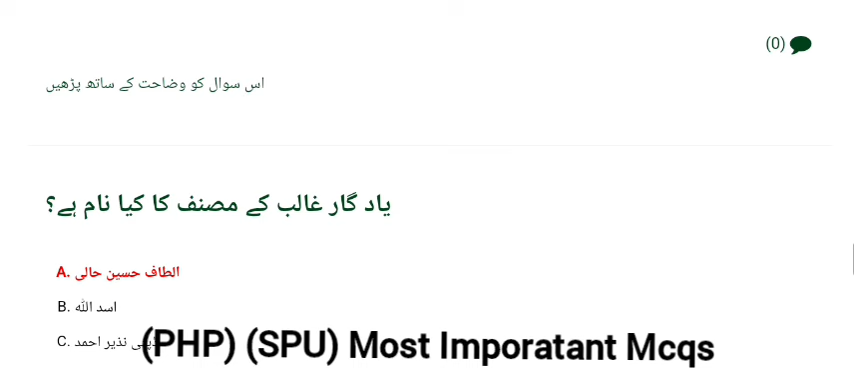 (0)
اس سوال کو وضاحت کے ساتھ پڑھیں
یاد گار غالب کے مصنف کا کیا نام ہے؟
A. الطاف حسین حالی
B. اسد اللہ
C. ڈپٹی نذیر احمد
(PHP) (SPU) Most Imporatant Mcqs